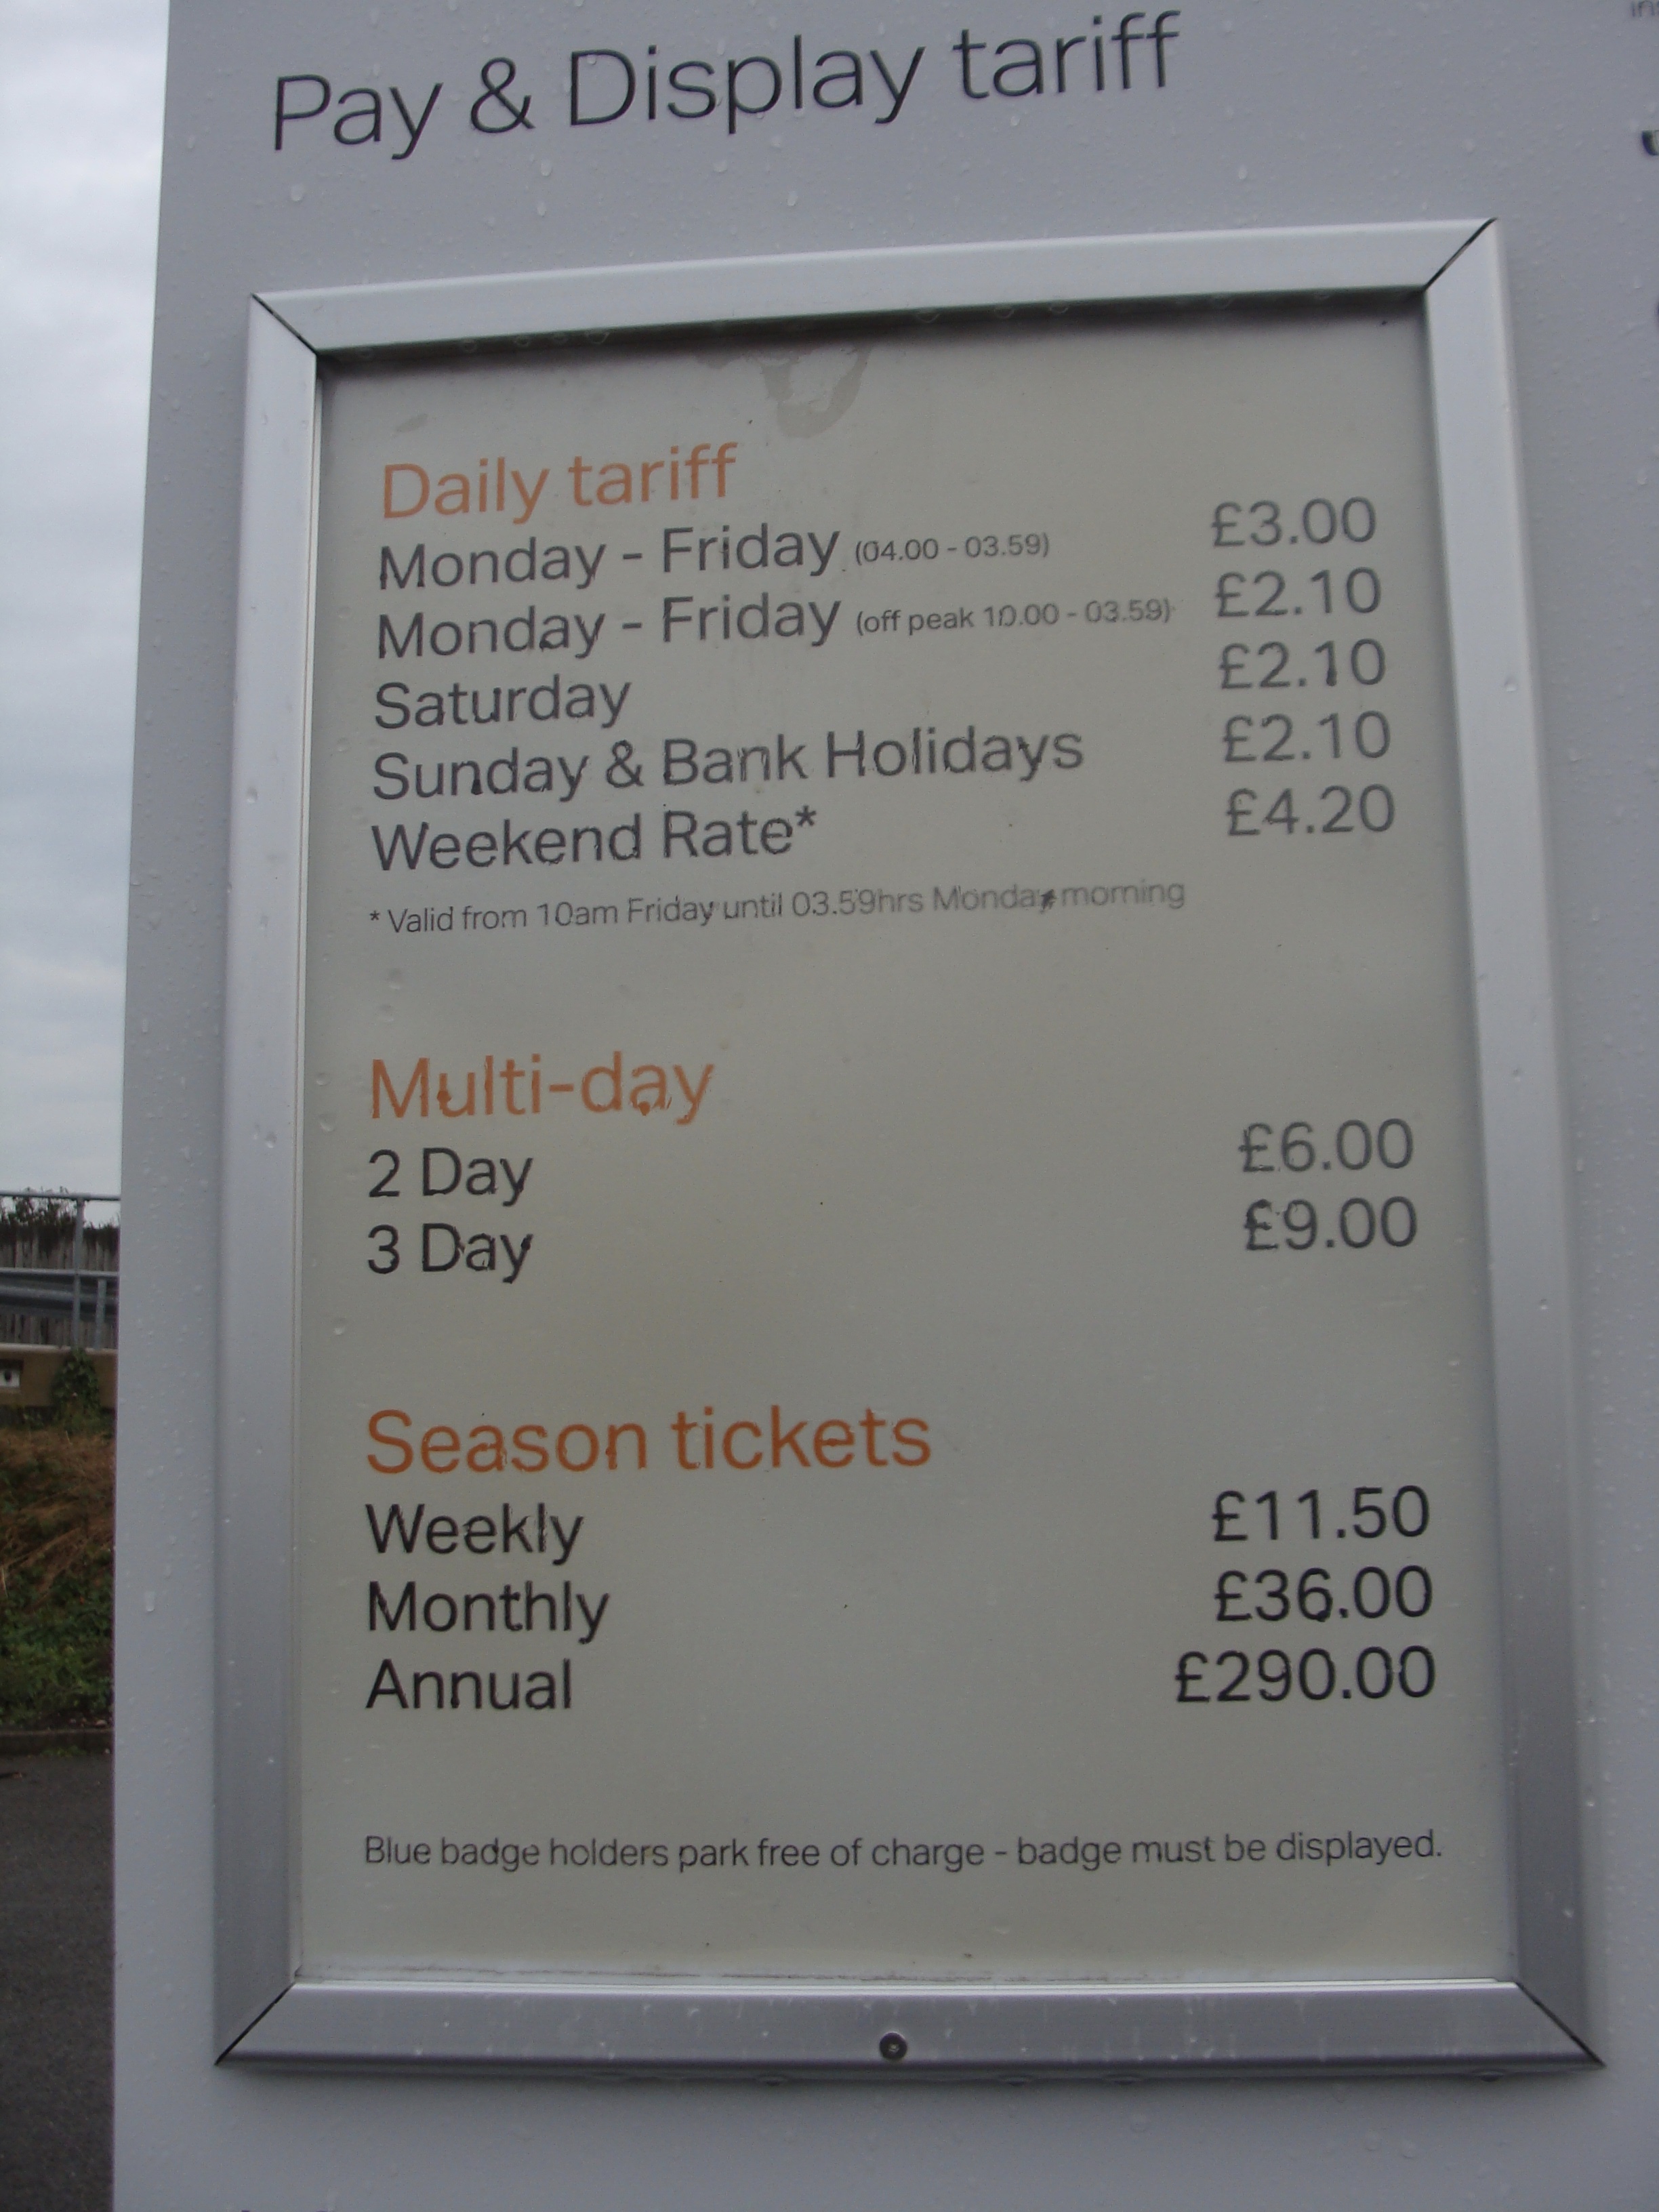 Pay & Display tariff
Daily tariff
Monday - Friday (04.00 - 03.59) £3.00
Monday - Friday (off peak 10.00 - 03.59) £2.10
Saturday £2.10
Sunday & Bank Holidays £2.10
Weekend Rate* £4.20
* Valid from 10am Friday until 03.59hrs Monday morning
Multi-day
2 Day £6.00
3 Day £9.00
Season tickets
Weekly £11.50
Monthly £36.00
Annual £290.00
Blue badge holders park free of charge - badge must be displayed.